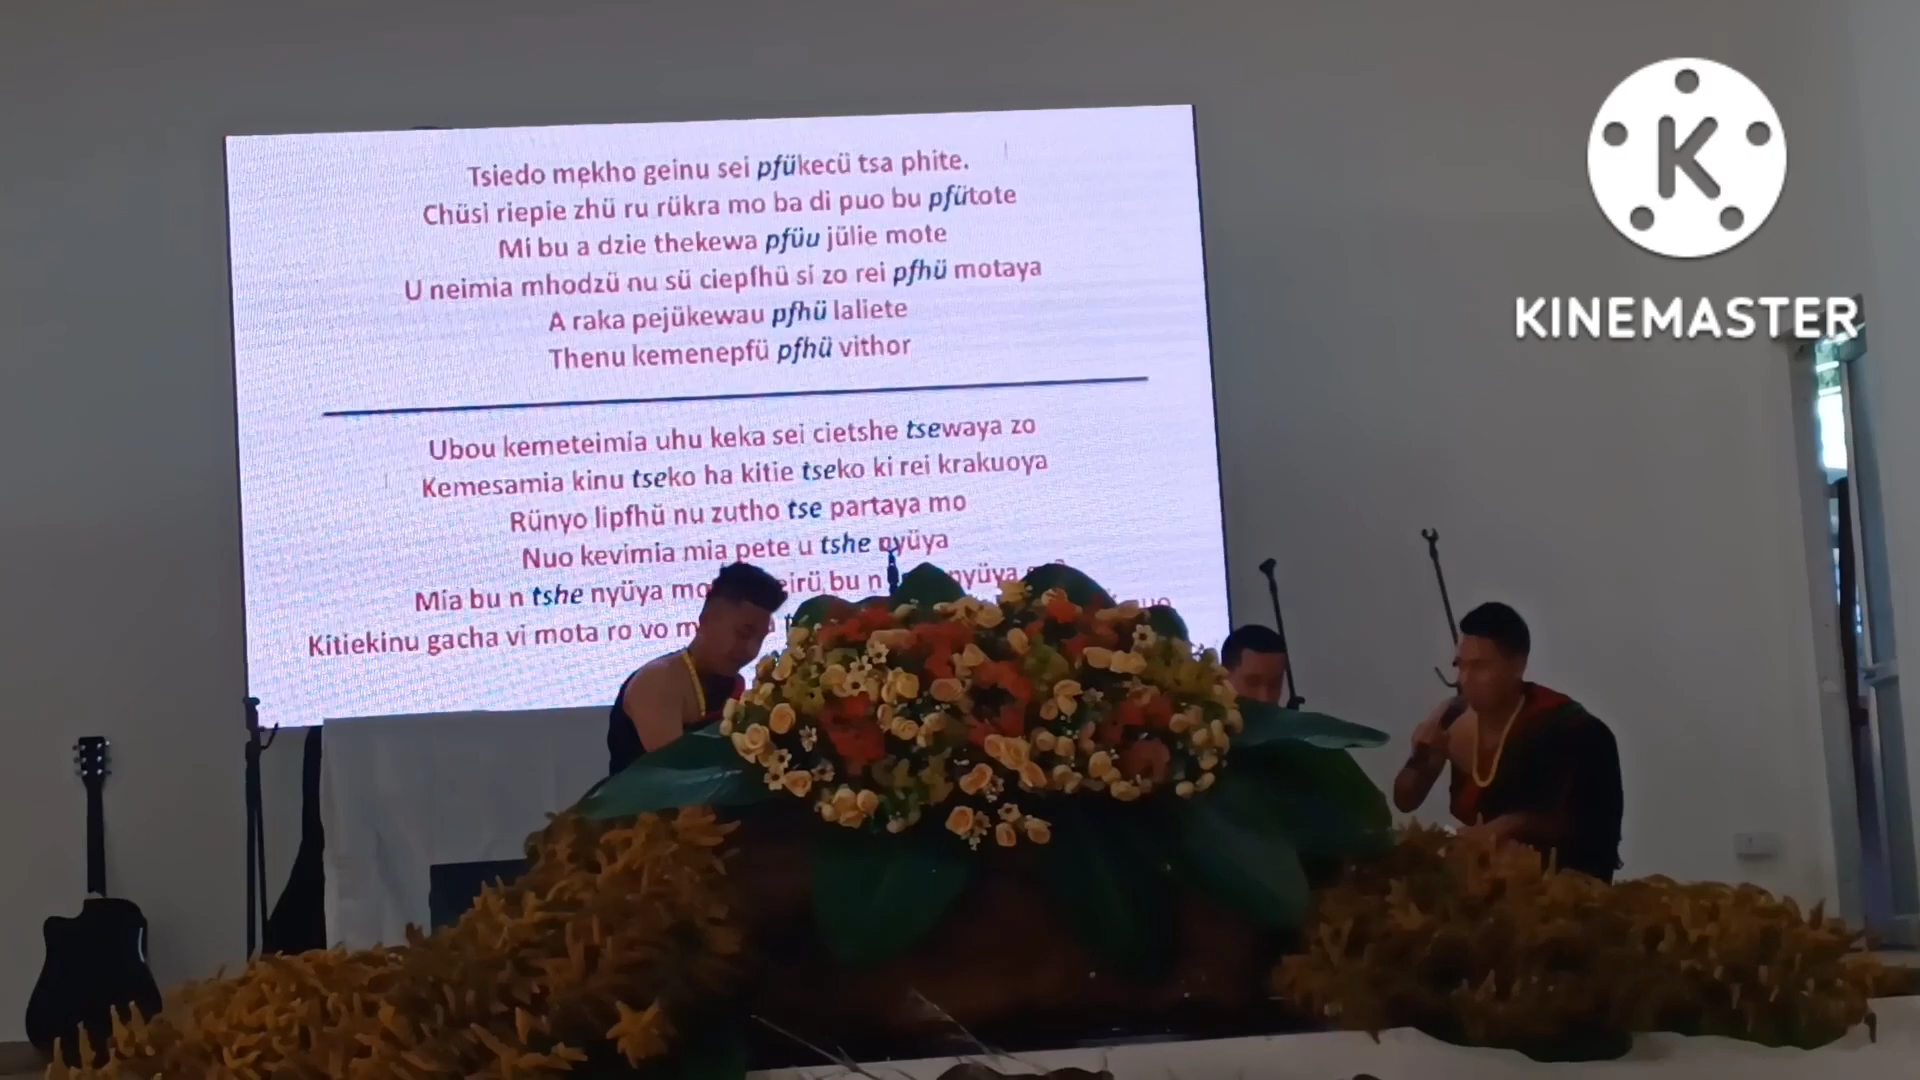 Tsiedo mekho geinu sei pfükecü tsa phite.
Chüsi riepie zhü ru rükra mo ba di puo bu pfütote
Mi bu a dzie thekewa pfüu jülie mote
U neimia mhodzü nu sü ciepfhü si zo rei pfhü motaya
A raka pejükewau pfhü laliete
Thenu kemenepfü pfhü vithor
Ubou kemeteimia uhu keka sei cietshe tsewaya zo
Kemesamia kinu tseko ha kitie tseko ki rei krakuoya
Rünyo lipfhü nu zutho tse partaya mo
Nuo kevimia mia pete u tshe nyüya
Mia bu n tshe nyüya bu n nyüya
Kitiekinu gacha vi mota ro vo
K
KINEMASTER